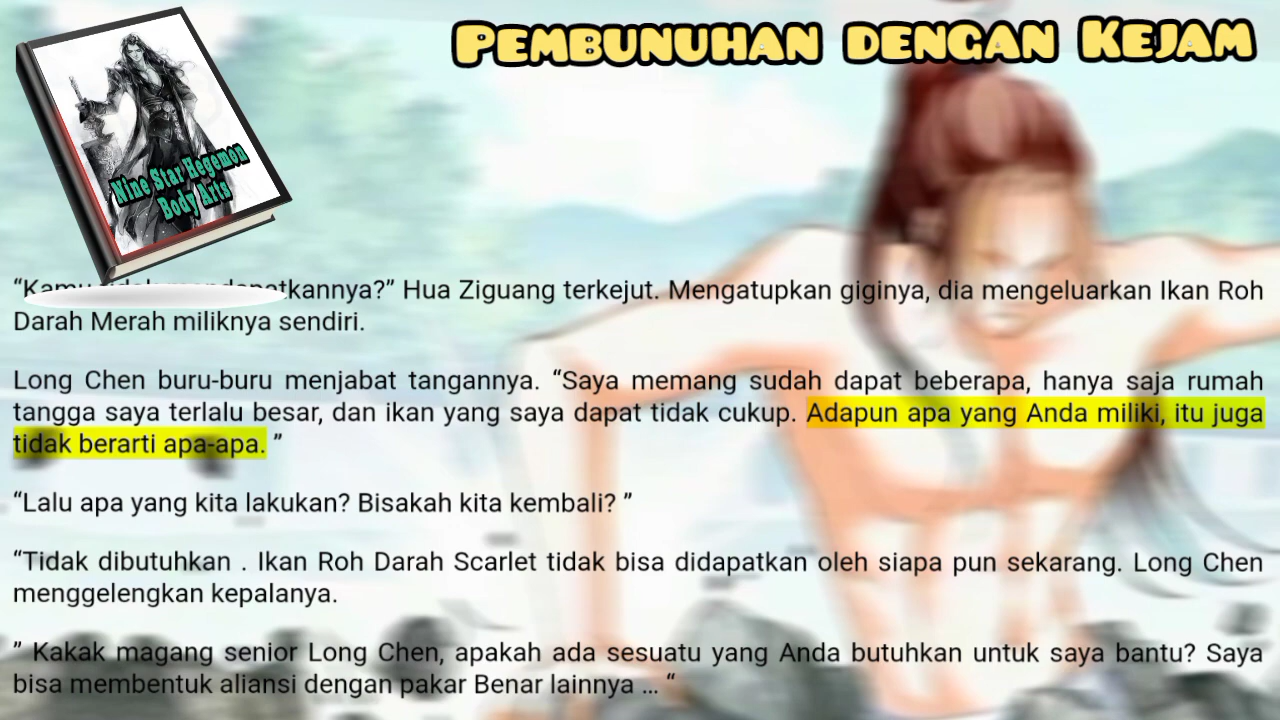 Pembunuhan dengan Kejam
Nine Star Hegemon
Body Arts
“Kamu tidak mendapatkannya?” Hua Ziguang terkejut. Mengatupkan giginya, dia mengeluarkan Ikan Roh
Darah Merah miliknya sendiri.
Long Chen buru-buru menjabat tangannya. “Saya memang sudah dapat beberapa, hanya saja rumah
tangga saya terlalu besar, dan ikan yang saya dapat tidak cukup. Adapun apa yang Anda miliki, itu juga
tidak berarti apa-apa. ”
“Lalu apa yang kita lakukan? Bisakah kita kembali? ”
“Tidak dibutuhkan . Ikan Roh Darah Scarlet tidak bisa didapatkan oleh siapa pun sekarang. Long Chen
menggelengkan kepalanya.
” Kakak magang senior Long Chen, apakah ada sesuatu yang Anda butuhkan untuk saya bantu? Saya
bisa membentuk aliansi dengan pakar Benar lainnya ... “